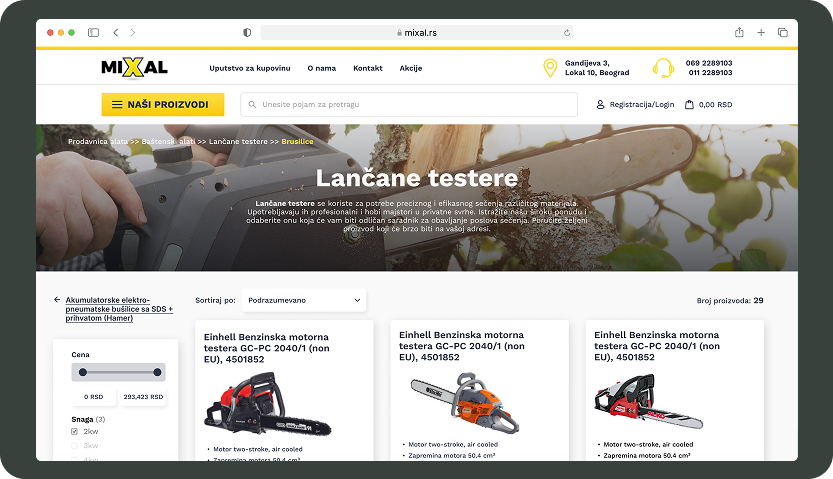 mixal.rs
MIXAL
Uputstvo za kupovinu
O nama
Kontakt
Akcije
Gandijeva 3,
Lokal 10, Beograd
069 2289103
011 2289103
NAŠI PROIZVODI
Unesite pojam za pretragu
Registracija/Login
0,00 RSD
Prodavnica alata >> Baštenski alati >> Lančane testere >> Brusilice
Lančane testere
Lančane testere se koriste za potrebe preciznog i efikasnog sečenja različitog materijala.
Upotrebljavaju ih profesionalni i hobi majstori u privatne svrhe. Istražite našu široku ponudu i
odaberite onu koja će vam biti odličan saradnik za obavljanje poslova sečenja. Poručite željeni
proizvod koji će brzo biti na vašoj adresi.
Akumulatorske elektro-
pneumatske bušilice sa SDS +
prihvatom (Hamer)
Sortiraj po:
Podrazumevano
Broj proizvoda: 29
Cena
0 RSD
293,423 RSD
Snaga (3)
2kw
3kw
4kw
Einhell Benzinska motorna
testera GC-PC 2040/1 (non
EU), 4501852
• Motor two-stroke, air cooled
• Zapremina motora 50.4 cm³
Einhell Benzinska motorna
testera GC-PC 2040/1 (non
EU), 4501852
• Motor two-stroke, air cooled
• Zapremina motora 50.4 cm³
Einhell Benzinska motorna
testera GC-PC 2040/1 (non
EU), 4501852
• Motor two-stroke, air cooled
• Zapremina motora 50.4 cm³